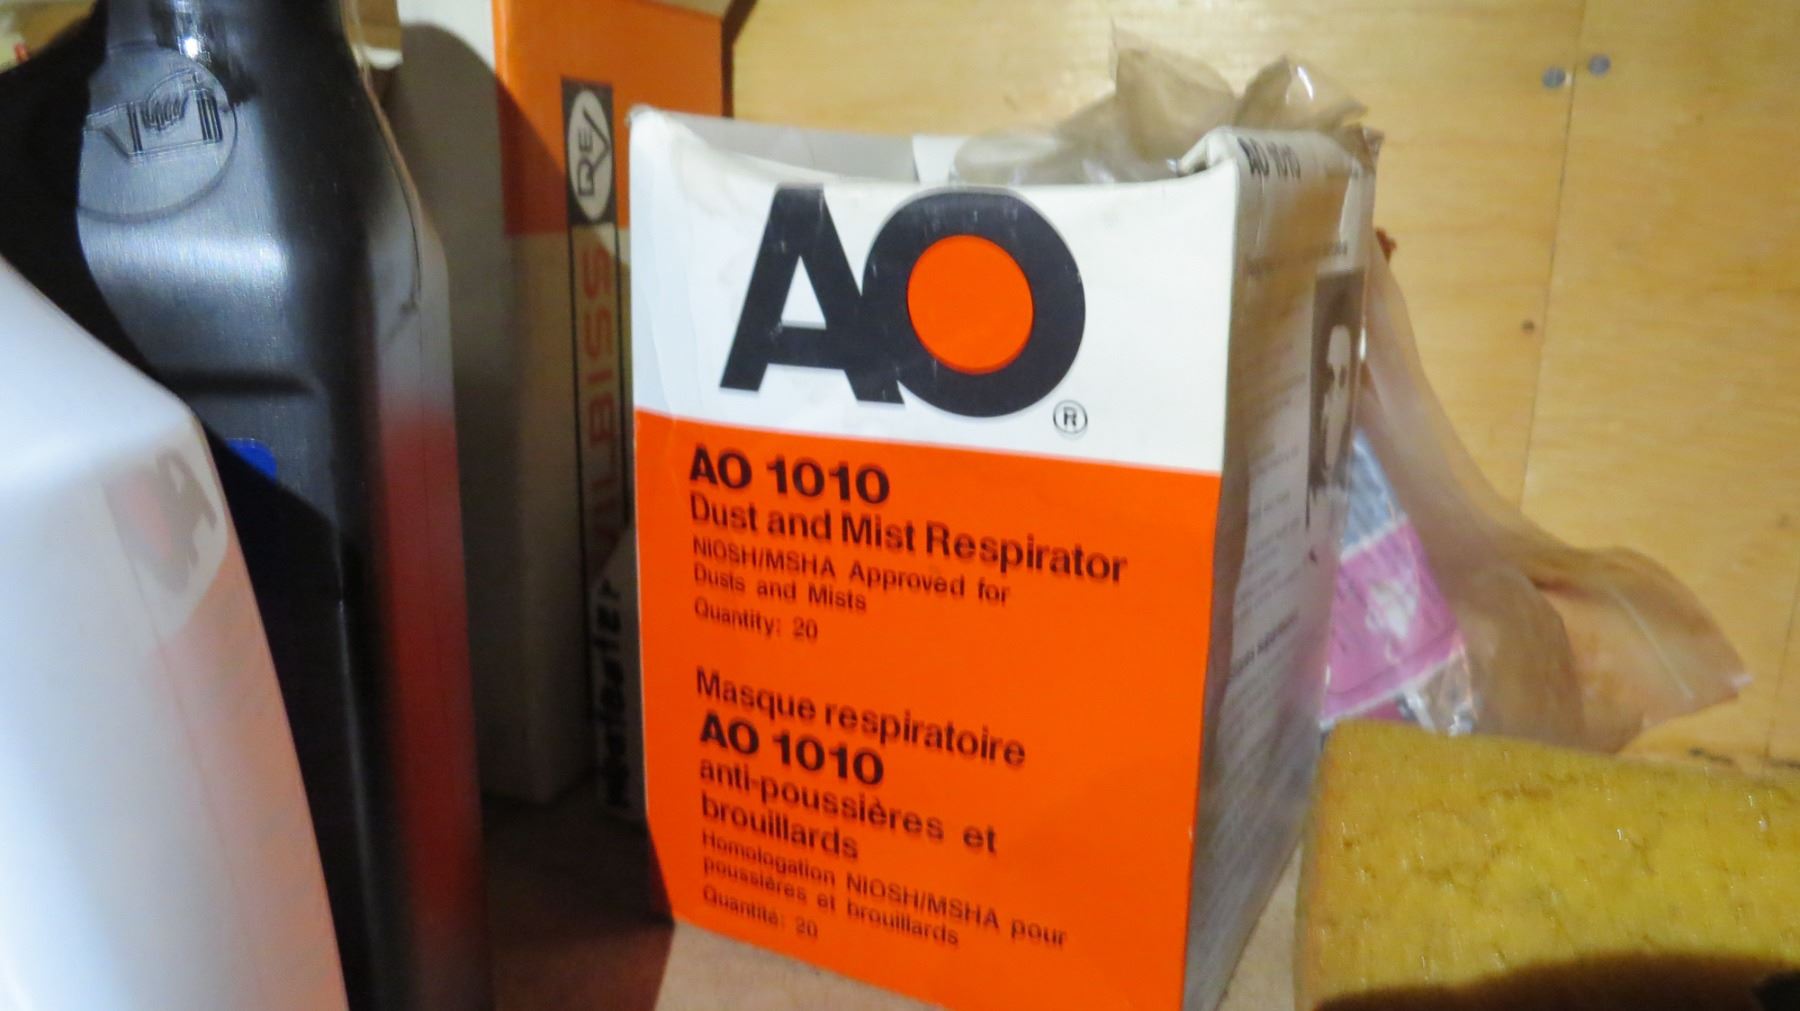 AO
®
AO 1010
Dust and Mist Respirator
NIOSH/MSHA Approved for
Dusts and Mists
Quantity: 20
Masque respiratoire
AO 1010
anti-poussières et
brouillards
Homologation NIOSH/MSHA pour
poussières et brouillards
Quantité: 20
AO 1010